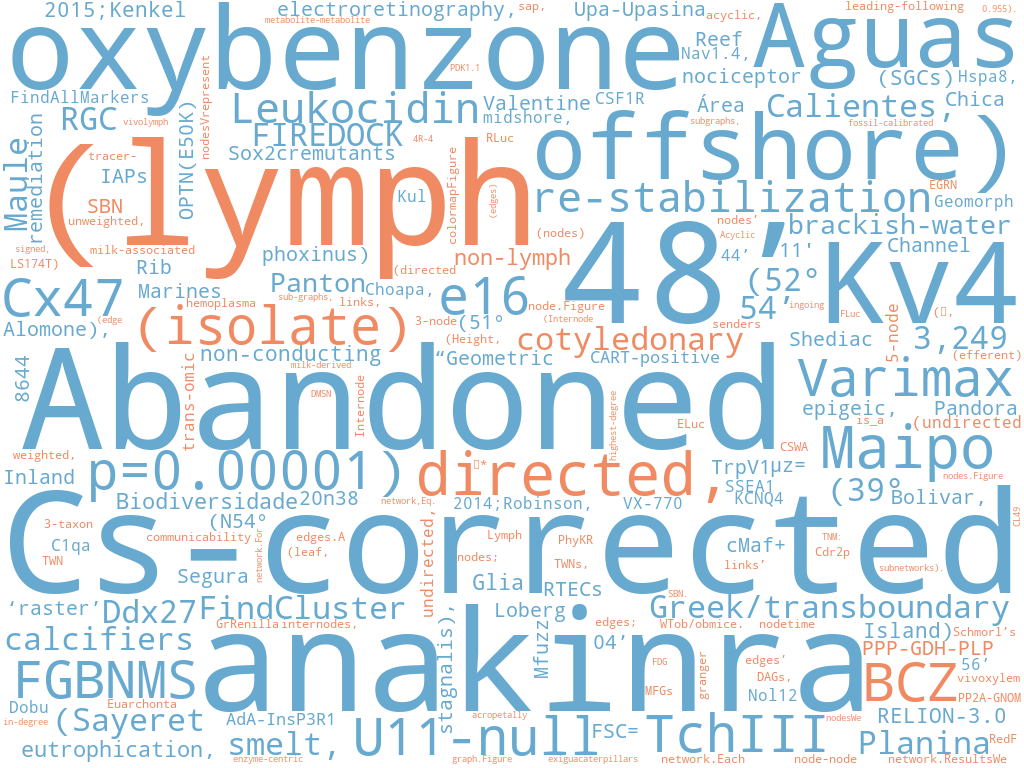 2015;Kenkel electroretinography, sap, Upa-Upasina acyclic, leading-following 0.955).
metabolite-metabolite
oxybenzone Aguas
Reef
Nav1.4,
PDK1.1 nociceptor (SGCs) Hspa8,
FindAllMarkers Leukocidin Valentine CSF1R Área Calientes, Chica
RGC vivolymph midshore, subgraphs, fossil-calibrated
nodesVrepresent
FIREDOCK 4R-4 RLuc offshore)
Maule remediation tracer- OPTN(E50K) Sox2cremutants
IAPs (lymph colormapFigure
SBN Kul (edges) re-stabilization EGRN
Geomorph
unweighted, (nodes) nodes’ brackish-water
Acyclic
signed, milk-associated phoxinus) non-lymph 48’ 44’ 11' Channel
LS174T) Rib (directed (52° Kv4
Marines Panton Choapa,
sub-graphs,
Cx47 hemoplasma links, e16 node.Figure 54’ ingoing
(edge (isolate) 3-node (51° (Internode senders FLuc
Alomone), (Height, cotyledonary Shediac 5-node 3,249
non-conducting “Geometric CART-positive (efferent)
8644 trans-omic milk-derived
Abandoned Varimax
DMSN Internode highest-degree epigeic, Pandora
ELuc is_a (undirected
weighted, CSWA Maipo
Inland p=0.00001) directed, TrpV1 µz=
SSEA1 nodes.Figure
Biodiversidade 20n38 network,Eq. 2014;Robinson, VX-770 KCNQ4 (39° Bolivar,
(N54°
3-taxon Cs-corrected CL49
communicability network.For edges.A undirected, Lymph PhyKR TNM:
C1qa (leaf, cMaf+ Cdr2p
TWN nodes; TWNs, links’ subnetworks).
Segura Glia RTECs
SBN.
‘raster’ Ddx27 FindCluster Loberg Greek/transboundary
GrRenilla internodes, edges; WTob/obmice. nodetime
calcifiers stagnalis), Mfuzz 04’ Island) Schmorl's
anakinra PPP-GDH-PLP
FGBNMS FDG granger edges’ 56’
MFGs DAGs, BCZ vivoxylem
Nol12 PP2A-GNOM
Dobu Euarchonta
in-degree (Sayeret AdA-InsP3R1 acropetally nodesWe RELION-3.0
U11-null FSC= TchIII
eutrophication, smelt, Planina RedF
enzyme-centric graph.Figure exiguacaterpillars network.Each node-node network.ResultsWe